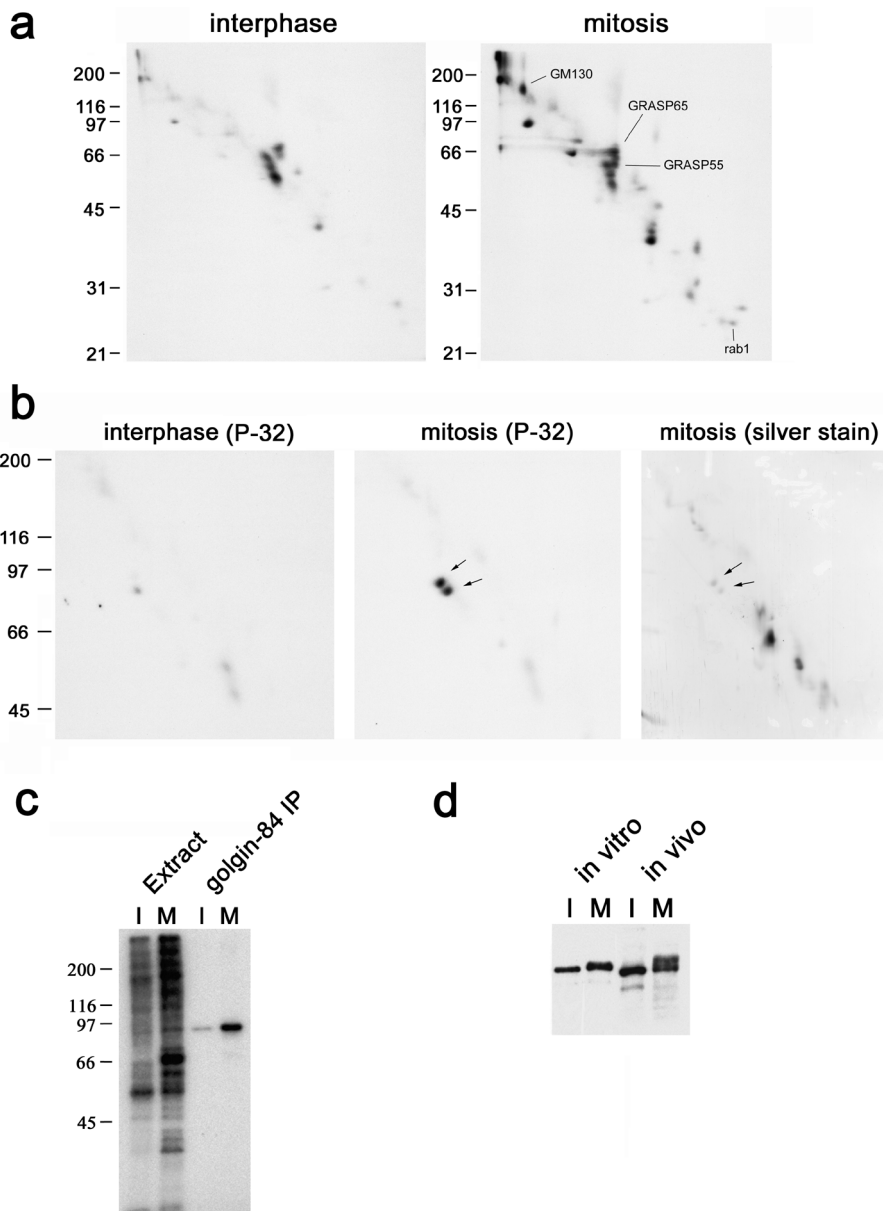 a
interphase
mitosis
200
116
97
66
45
31
21
200
116
97
66
45
31
21
GM130
GRASP65
GRASP55
rab1
b
interphase (P-32)
mitosis (P-32)
mitosis (silver stain)
200
116
97
66
45
c
Extract
golgin-84 IP
I M I M
200
116
97
66
45
d
in vitro
in vivo
I M I M